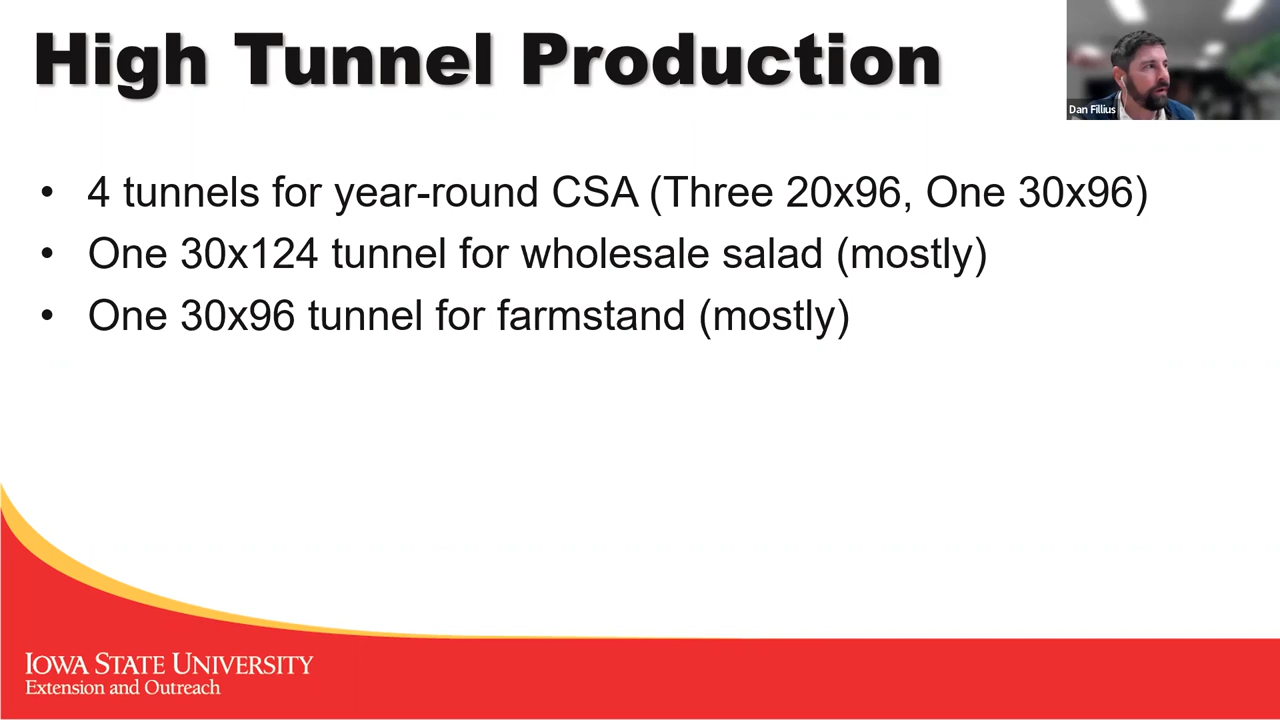 High Tunnel Production
Dan Fillius
• 4 tunnels for year-round CSA (Three 20x96, One 30x96)
• One 30x124 tunnel for wholesale salad (mostly)
• One 30x96 tunnel for farmstand (mostly)
IOWA STATE UNIVERSITY
Extension and Outreach